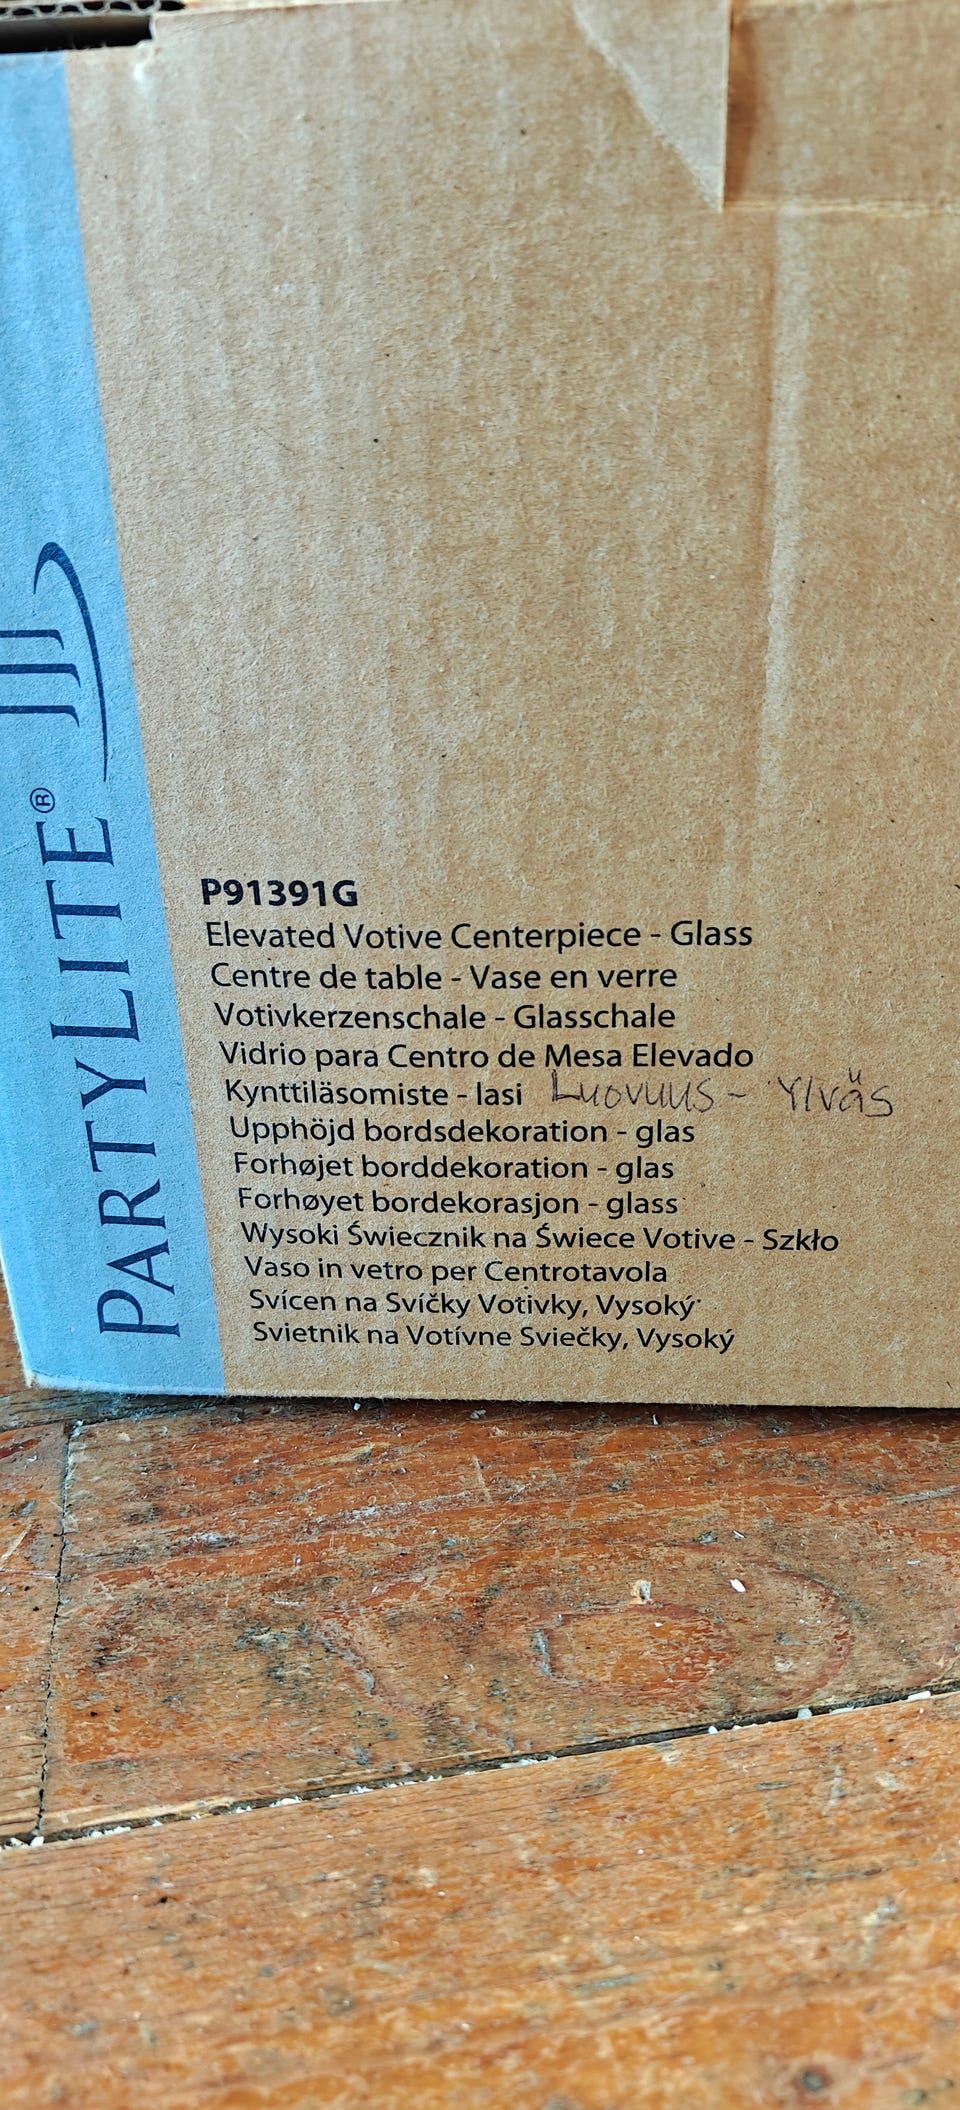 PARTYLITE®
P91391G
Elevated Votive Centerpiece - Glass
Centre de table - Vase en verre
Votivkerzenschale - Glasschale
Vidrio para Centro de Mesa Elevado
Kynttiläsomiste - lasi Luovuus - Ylväs
Upphöjd bordsdekoration - glas
Forhøjet borddekoration - glas
Forhøyet bordekorasjon - glass
Wysoki Świecznik na Świece Votive - Szkło
Vaso in vetro per Centrotavola
Svícen na Svíčky Votivky, Vysoký
Svietnik na Votívne Sviečky, Vysoký